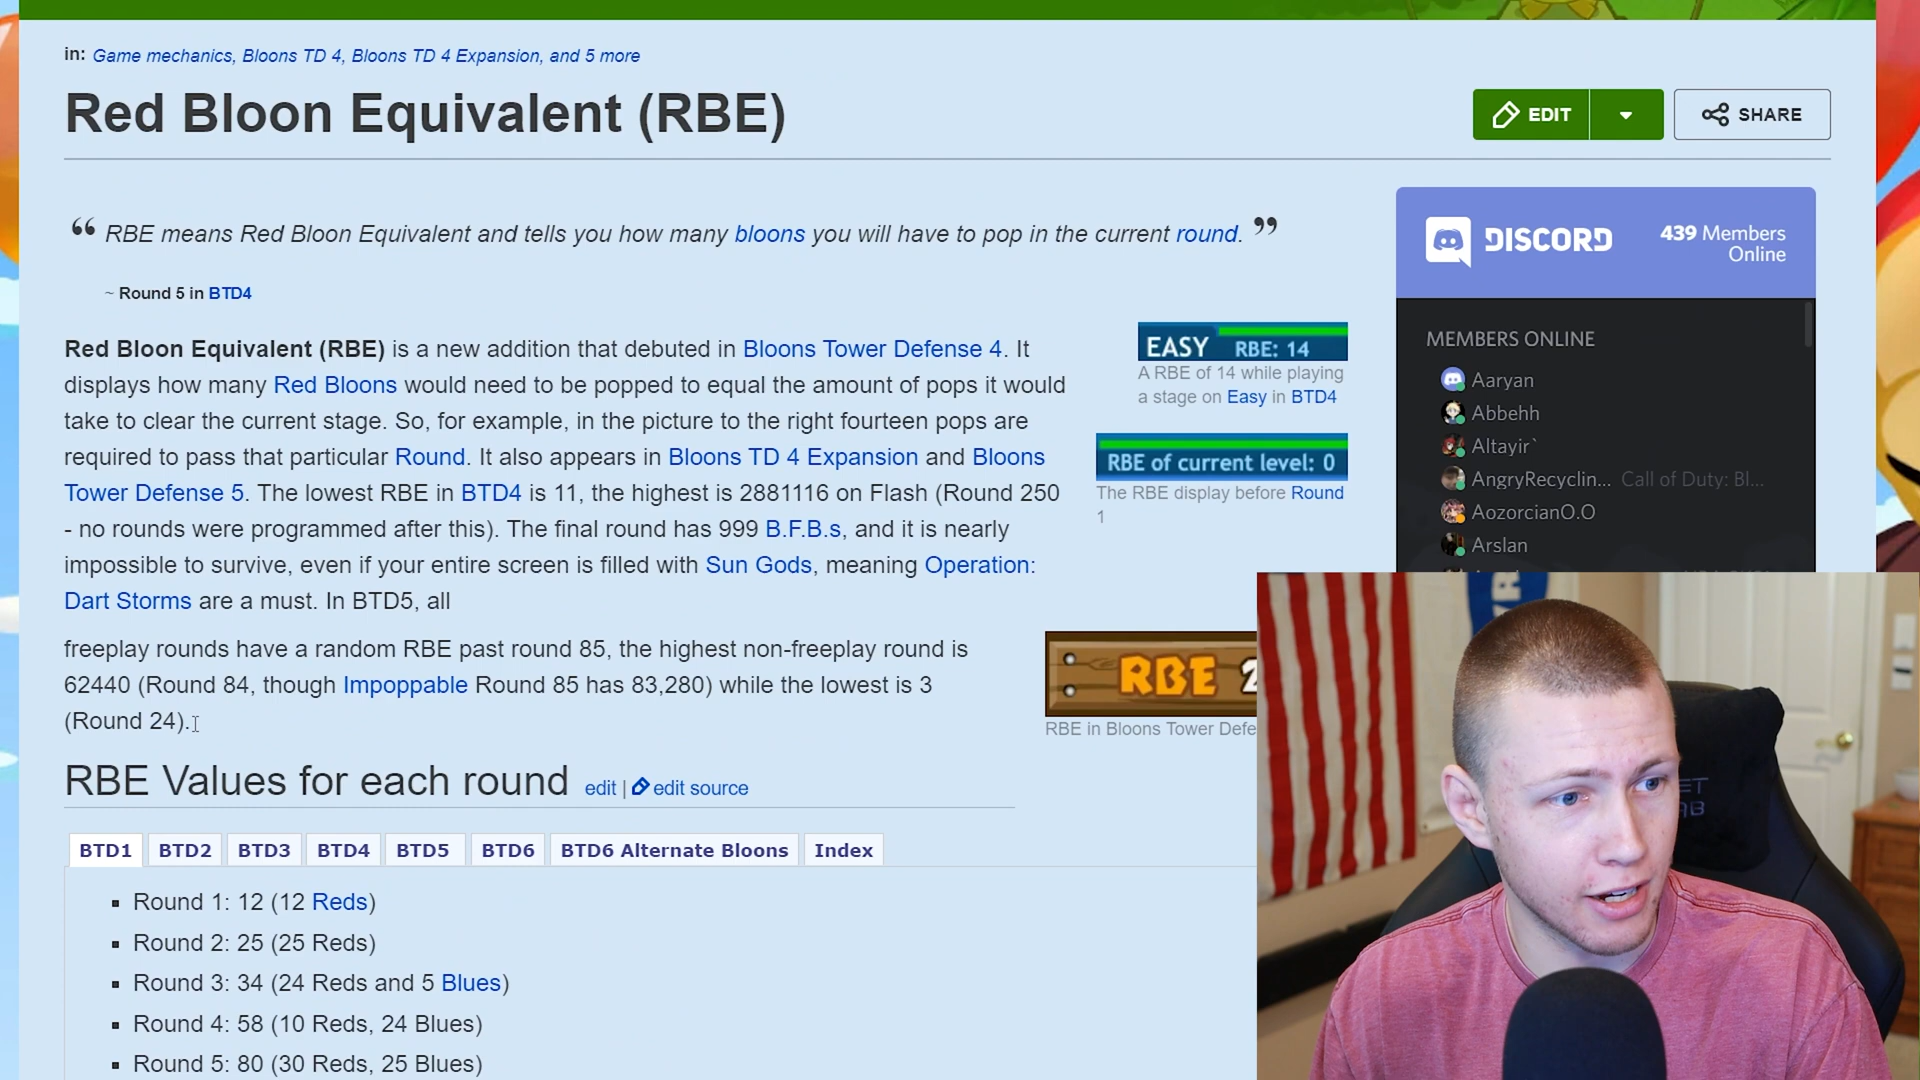 in: Game mechanics, Bloons TD 4, Bloons TD 4 Expansion, and 5 more
Red Bloon Equivalent (RBE)
EDIT
SHARE
“ RBE means Red Bloon Equivalent and tells you how many bloons you will have to pop in the current round. ”
~ Round 5 in BTD4
Red Bloon Equivalent (RBE) is a new addition that debuted in Bloons Tower Defense 4. It
displays how many Red Bloons would need to be popped to equal the amount of pops it would
take to clear the current stage. So, for example, in the picture to the right fourteen pops are
required to pass that particular Round. It also appears in Bloons TD 4 Expansion and Bloons
Tower Defense 5. The lowest RBE in BTD4 is 11, the highest is 2881116 on Flash (Round 250
- no rounds were programmed after this). The final round has 999 B.F.B.s, and it is nearly
impossible to survive, even if your entire screen is filled with Sun Gods, meaning Operation:
Dart Storms are a must. In BTD5, all
freeplay rounds have a random RBE past round 85, the highest non-freeplay round is
62440 (Round 84, though Impoppable Round 85 has 83,280) while the lowest is 3
(Round 24).
EASY RBE: 14
A RBE of 14 while playing
a stage on Easy in BTD4
RBE of current level: 0
The RBE display before Round
1
RBE 2
RBE in Bloons Tower Defe
DISCORD
439 Members
Online
MEMBERS ONLINE
Aaryan
Abbehh
Altayir`
AngryRecyclin... Call of Duty: Bl...
AozorcianO.O
Arslan
RBE Values for each round edit | edit source
BTD1 BTD2 BTD3 BTD4 BTD5 BTD6 BTD6 Alternate Bloons Index
Round 1: 12 (12 Reds)
Round 2: 25 (25 Reds)
Round 3: 34 (24 Reds and 5 Blues)
Round 4: 58 (10 Reds, 24 Blues)
Round 5: 80 (30 Reds, 25 Blues)